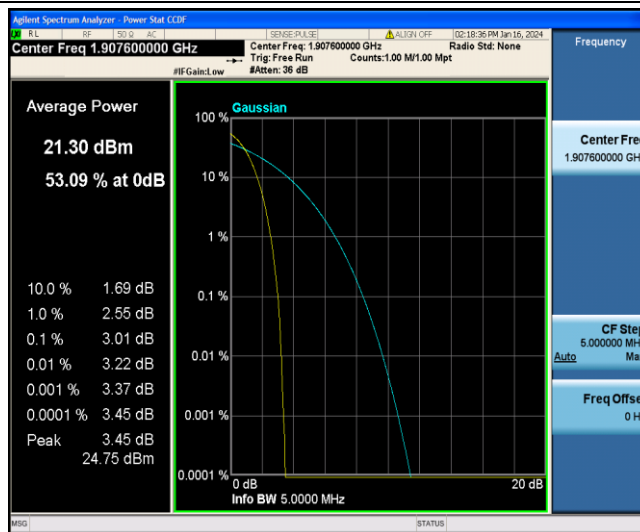 Agilent Spectrum Analyzer - Power Stat CCDF
RL RF 50 Ω AC SENSE:PULSE ALIGN OFF 02:18:36 PM Jan 16, 2024
Center Freq 1.907600000 GHz
Center Freq: 1.907600000 GHz Radio Std: None
Trig: Free Run Counts:1.00 M/1.00 Mpt
#IFGain:Low #Atten: 36 dB
Frequency
Average Power
21.30 dBm
53.09 % at 0dB
10.0 % 1.69 dB
1.0 % 2.55 dB
0.1 % 3.01 dB
0.01 % 3.22 dB
0.001 % 3.37 dB
0.0001 % 3.45 dB
Peak 3.45 dB
24.75 dBm
Gaussian
100 %
10 %
1 %
0.1 %
0.01 %
0.001 %
0.0001 %
0 dB 20 dB
Info BW 5.0000 MHz
Center Fre
1.907600000 GH
CF Ste
5.000000 MH
Auto Ma
Freq Offse
0 H
MSG STATUS